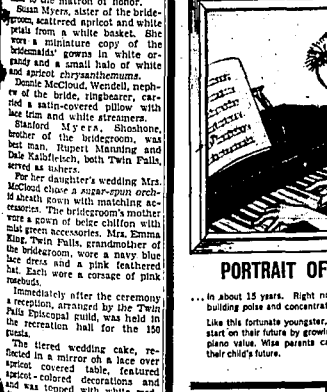 to the matron of honor.
Susan Myers, sister of the bride-
groom, scattered apricot and white
petals from a white basket. She
wore a miniature copy of the
bridesmaids' gowns in white or-
gandy and a small halo of white
and apricot chrysanthemums.
Donnie McCloud, Wendell, neph-
ew of the bride, ringbearer, car-
ried a satin-covered pillow with
lace trim and white streamers.
Stanford Myers, Shoshone,
brother of the bridegroom, was
best man. Rupert Manning and
Dale Kalbfleisch, both Twin Falls,
served as ushers.
For her daughter's wedding Mrs.
McCloud chose a sugar-spun orch-
id sheath gown with matching ac-
cessories. The bridegroom's mother
wore a gown of beige chiffon with
mist green accessories. Mrs. Emma
King, Twin Falls, grandmother of
the bridegroom, wore a navy blue
lace dress and a pink feathered
hat. Each wore a corsage of pink
rosebuds.
Immediately after the ceremony
a reception, arranged by the Twin
Falls Episcopal guild, was held in
the recreation hall for the 150
guests.
The tiered wedding cake, re-
flected in a mirror on a lace over
apricot covered table, featured
apricot-colored decorations and
was topped with white
PORTRAIT OF
... in about 15 years. Right
building poise and
Like this fortunate youngster,
start on their future by
piano value. Wise parents
their child's future.